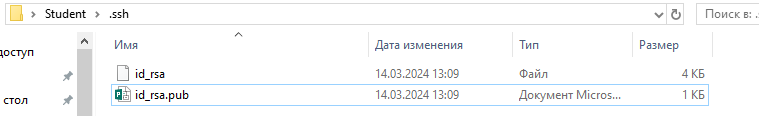 Student › .ssh
Поиск в: .s
Имя Дата изменения Тип Размер
доступ
id_rsa 14.03.2024 13:09 Файл 4 КБ
id_rsa.pub 14.03.2024 13:09 Документ Micros... 1 КБ
стол